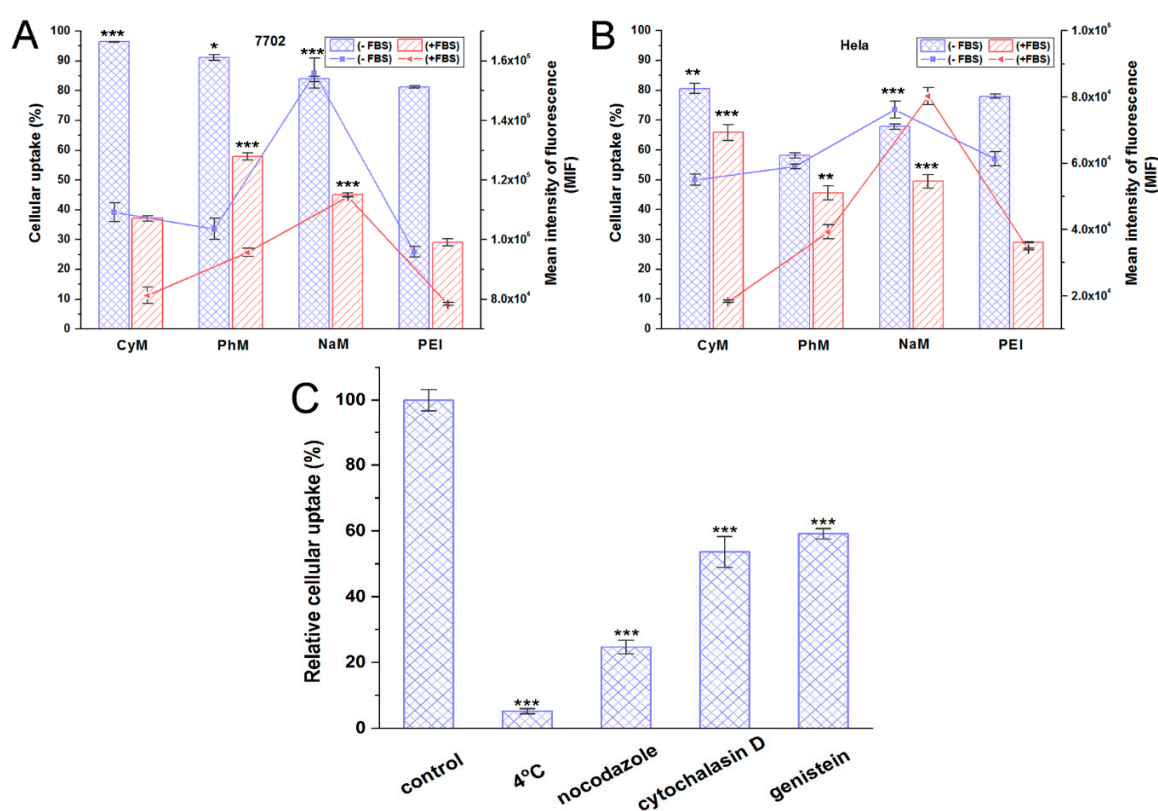 A
7702
(- FBS) (+FBS)
(- FBS) (+FBS)
***
*
***
***
***
Cellular uptake (%)
100
90
80
70
60
50
40
30
20
10
0
CyM PhM NaM PEI
1.6x10⁵
1.4x10⁵
1.2x10⁵
1.0x10⁵
8.0x10⁴
Mean intensity of fluorescence
(MIF)
B
Hela
(- FBS) (+FBS)
(- FBS) (+FBS)
**
***
**
***
***
Cellular uptake (%)
100
90
80
70
60
50
40
30
20
10
0
CyM PhM NaM PEI
1.0x10⁵
8.0x10⁴
6.0x10⁴
4.0x10⁴
2.0x10⁴
Mean intensity of fluorescence
(MIF)
C
Relative cellular uptake (%)
100
80
60
40
20
0
***
***
***
***
control 4°C nocodazole cytochalasin D genistein